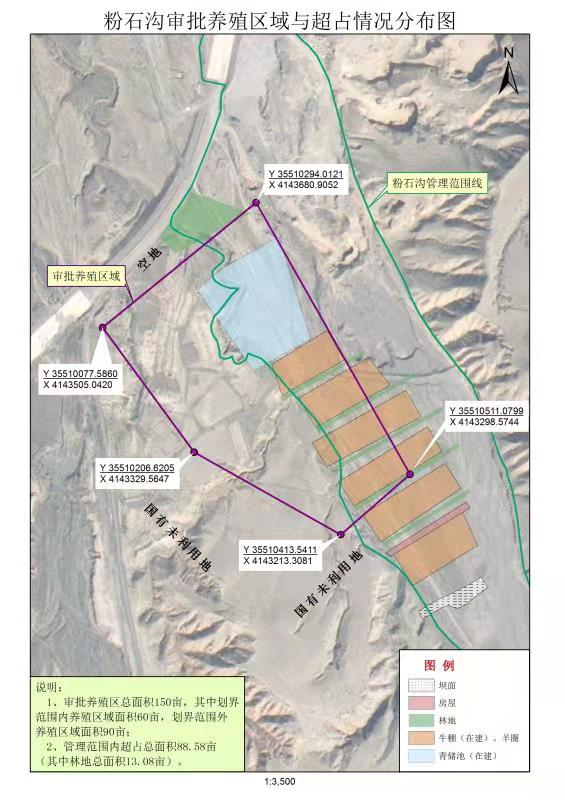 粉石沟审批养殖区域与超占情况分布图
N
Y 35510294.0121
X 4143680.9052
粉石沟管理范围线
空地
审批养殖区域
Y 35510077.5860
X 4143505.0420
Y 35510511.0799
X 4143298.5744
Y 35510206.6205
X 4143329.5647
国有未利用地
Y 35510413.5411
X 4143213.3081
国有未利用地
说明：
1、审批养殖区总面积150亩，其中划界
范围内养殖区域面积60亩，划界范围外
养殖区域面积90亩；
2、管理范围内超占总面积88.58亩
（其中林地总面积13.08亩）。
图 例
坝面
房屋
林地
牛棚（在建）、羊圈
青储池（在建）
1:3,500